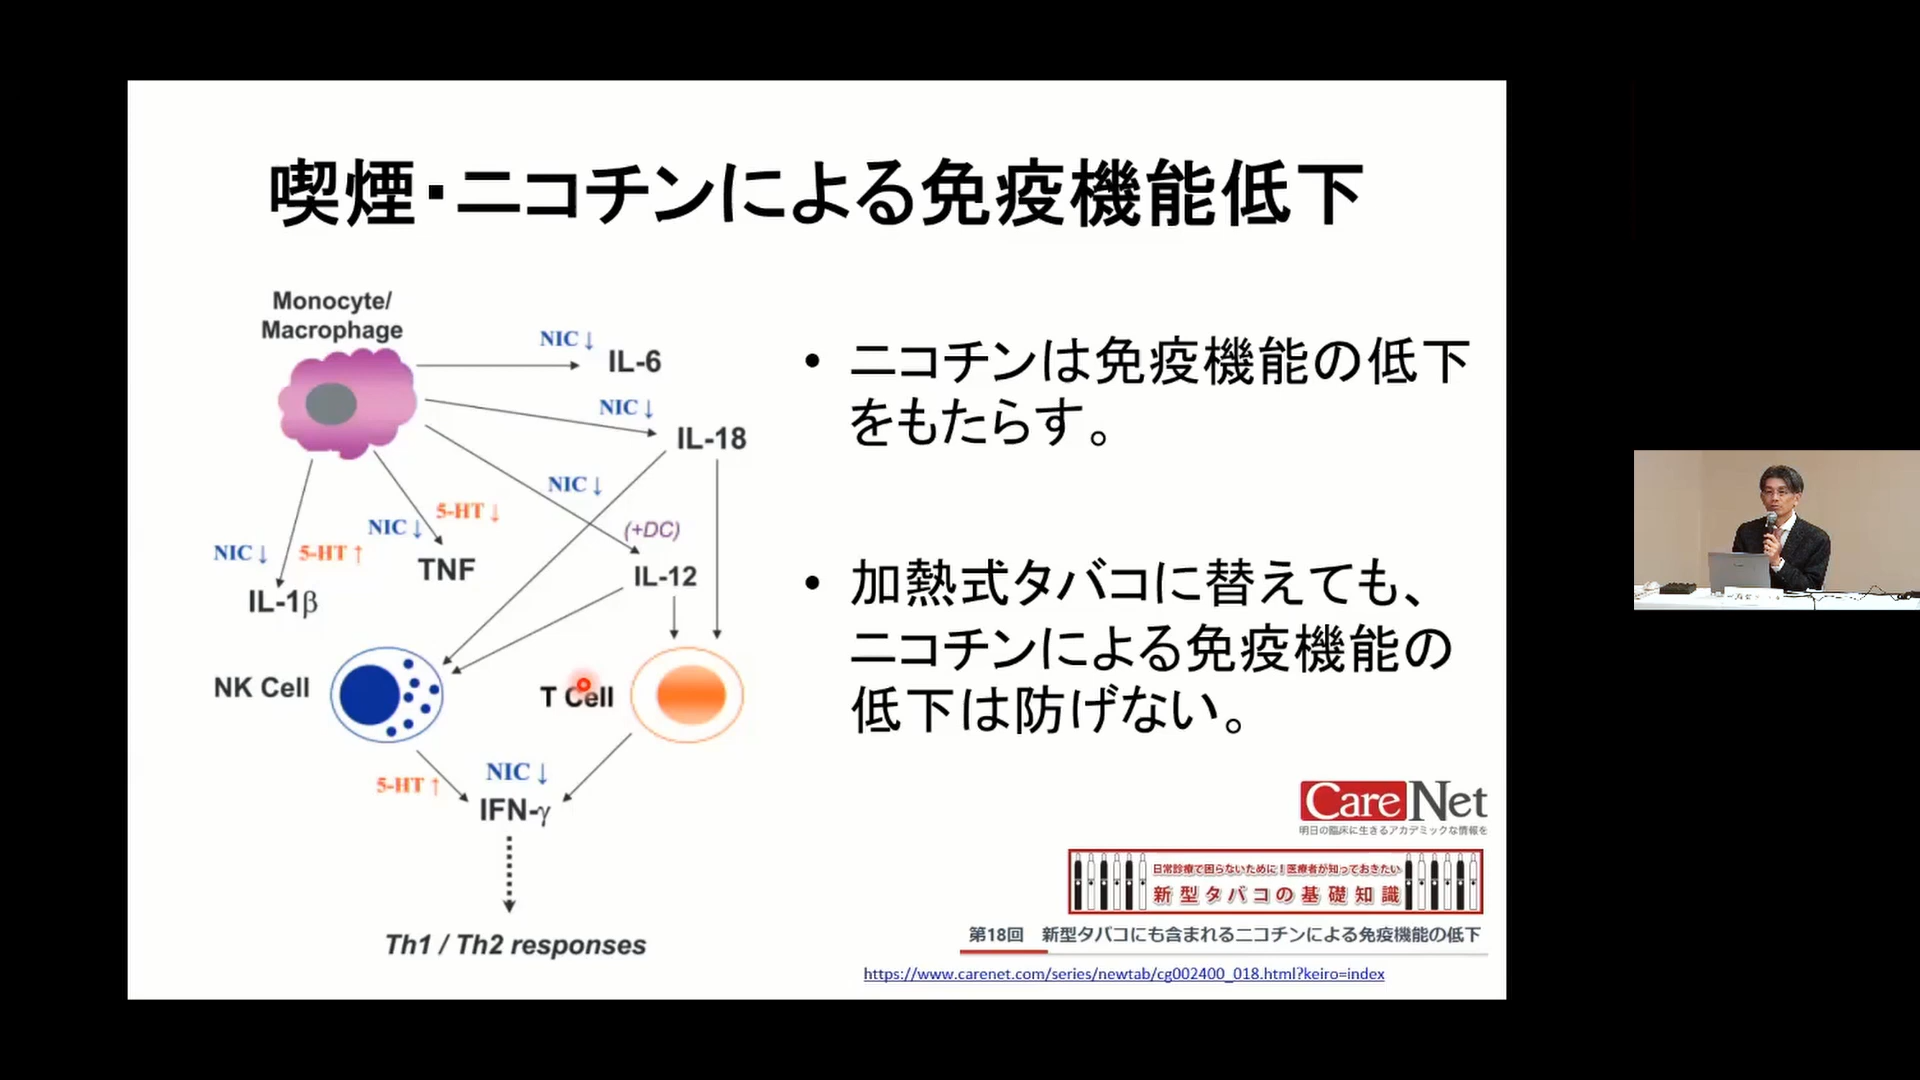 喫煙・ニコチンによる免疫機能低下
Monocyte/
Macrophage
NIC ↓
IL-6
NIC ↓
IL-18
NIC ↓
(+DC)
IL-12
NIC ↓
5-HT ↓
TNF
NIC ↓
5-HT ↑
IL-1β
NK Cell
T Cell
5-HT ↑
NIC ↓
IFN-γ
Th1 / Th2 responses
• ニコチンは免疫機能の低下
をもたらす。
• 加熱式タバコに替えても、
ニコチンによる免疫機能の
低下は防げない。
CareNet
明日の臨床に生きるアカデミックな情報を
日常診療で困らないために！医療者が知っておきたい
新型タバコの基礎知識
第18回 新型タバコにも含まれるニコチンによる免疫機能の低下
https://www.carenet.com/series/newtab/cg002400_018.html?keiro=index